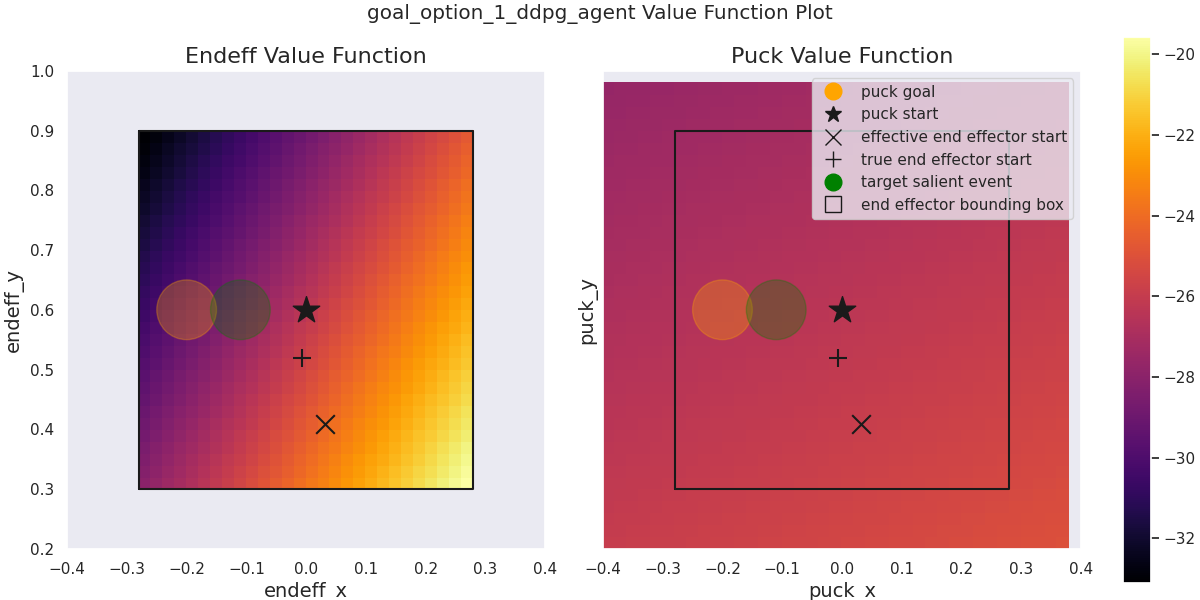 goal_option_1_ddpg_agent Value Function Plot
Endeff Value Function
endeff_y
1.0
0.9
0.8
0.7
0.6
0.5
0.4
0.3
0.2
−0.4 −0.3 −0.2 −0.1 0.0 0.1 0.2 0.3 0.4
endeff_x
Puck Value Function
puck goal
puck start
effective end effector start
true end effector start
target salient event
end effector bounding box
puck_y
−0.4 −0.3 −0.2 −0.1 0.0 0.1 0.2 0.3 0.4
puck_x
−20
−22
−24
−26
−28
−30
−32